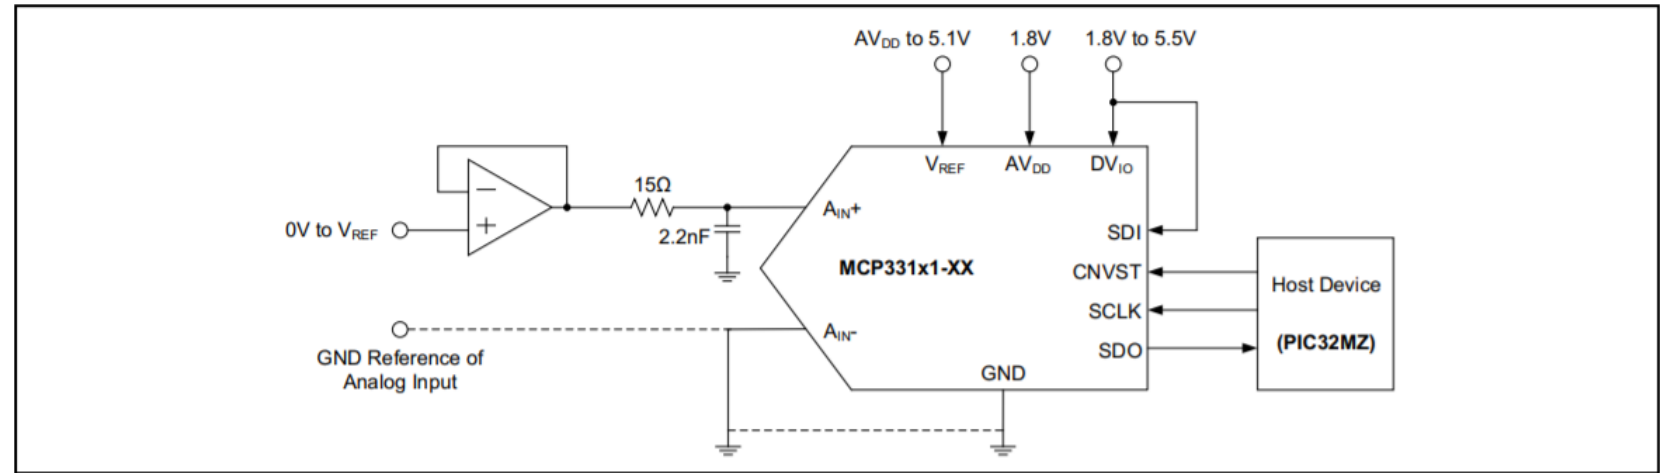 AVDD to 5.1V
1.8V
1.8V to 5.5V
VREF
AVDD
DVIO
15Ω
AIN+
0V to VREF
−
+
2.2nF
SDI
MCP331x1-XX
CNVST
Host Device
SCLK
(PIC32MZ)
AIN-
SDO
GND Reference of
Analog Input
GND